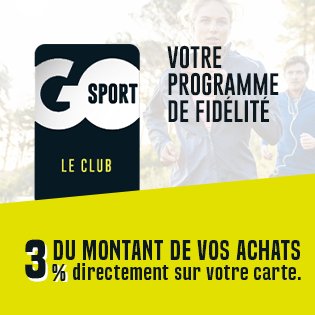 GO
SPORT
LE CLUB
VOTRE
PROGRAMME
DE FIDÉLITÉ
3% DU MONTANT DE VOS ACHATS
directement sur votre carte.